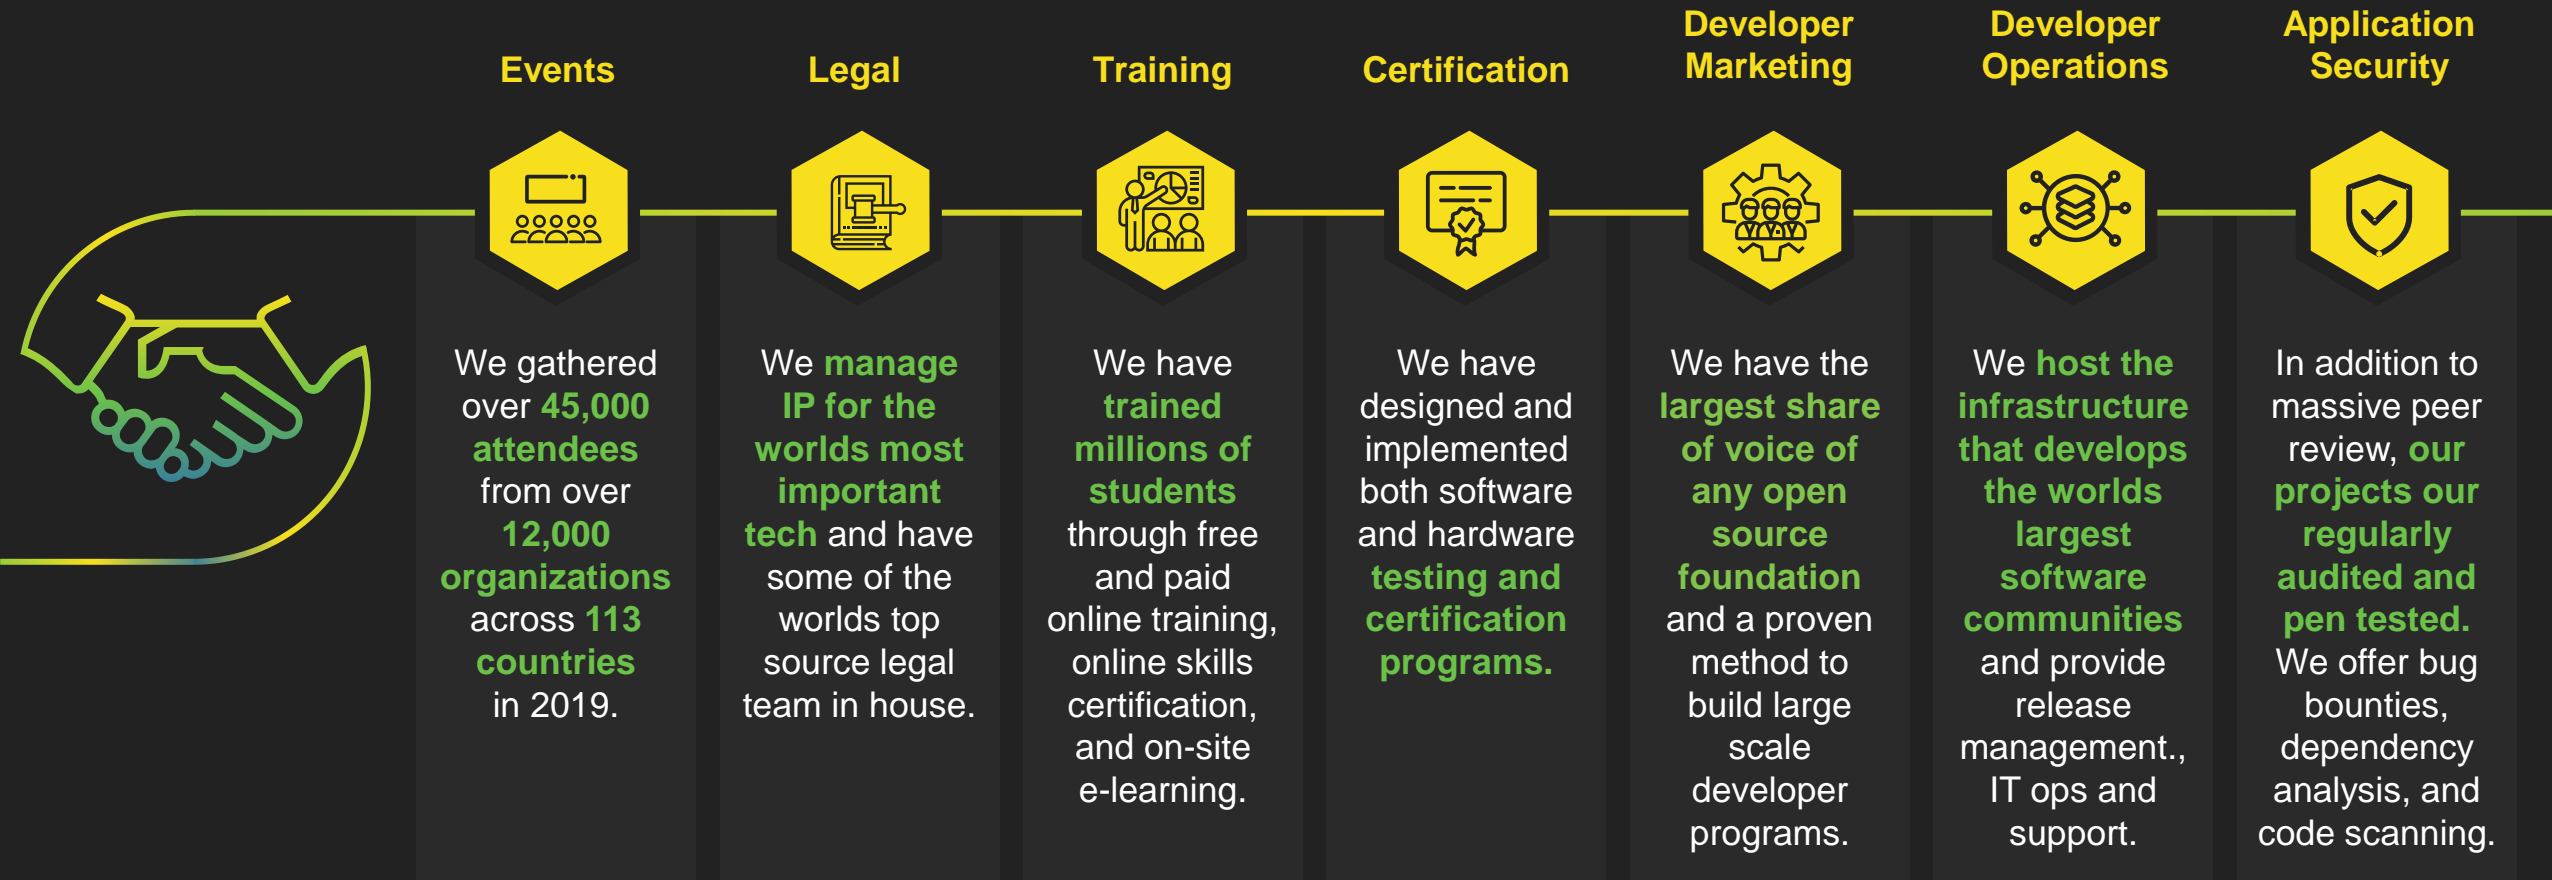 Events
We gathered
over 45,000
attendees
from over
12,000
organizations
across 113
countries
in 2019.
Legal
We manage
IP for the
worlds most
important
tech and have
some of the
worlds top
source legal
team in house.
Training
We have
trained
millions of
students
through free
and paid
online training,
online skills
certification,
and on-site
e-learning.
Certification
We have
designed and
implemented
both software
and hardware
testing and
certification
programs.
Developer
Marketing
We have the
largest share
of voice of
any open
source
foundation
and a proven
method to
build large
scale
developer
programs.
Developer
Operations
We host the
infrastructure
that develops
the worlds
largest
software
communities
and provide
release
management.,
IT ops and
support.
Application
Security
In addition to
massive peer
review, our
projects our
regularly
audited and
pen tested.
We offer bug
bounties,
dependency
analysis, and
code scanning.